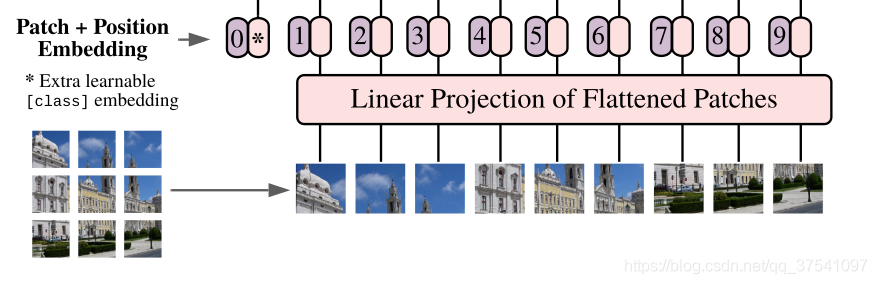 Patch + Position
Embedding
0 * 1 2 3 4 5 6 7 8 9
* Extra learnable
[class] embedding
Linear Projection of Flattened Patches
https://blog.csdn.net/qq_37541097